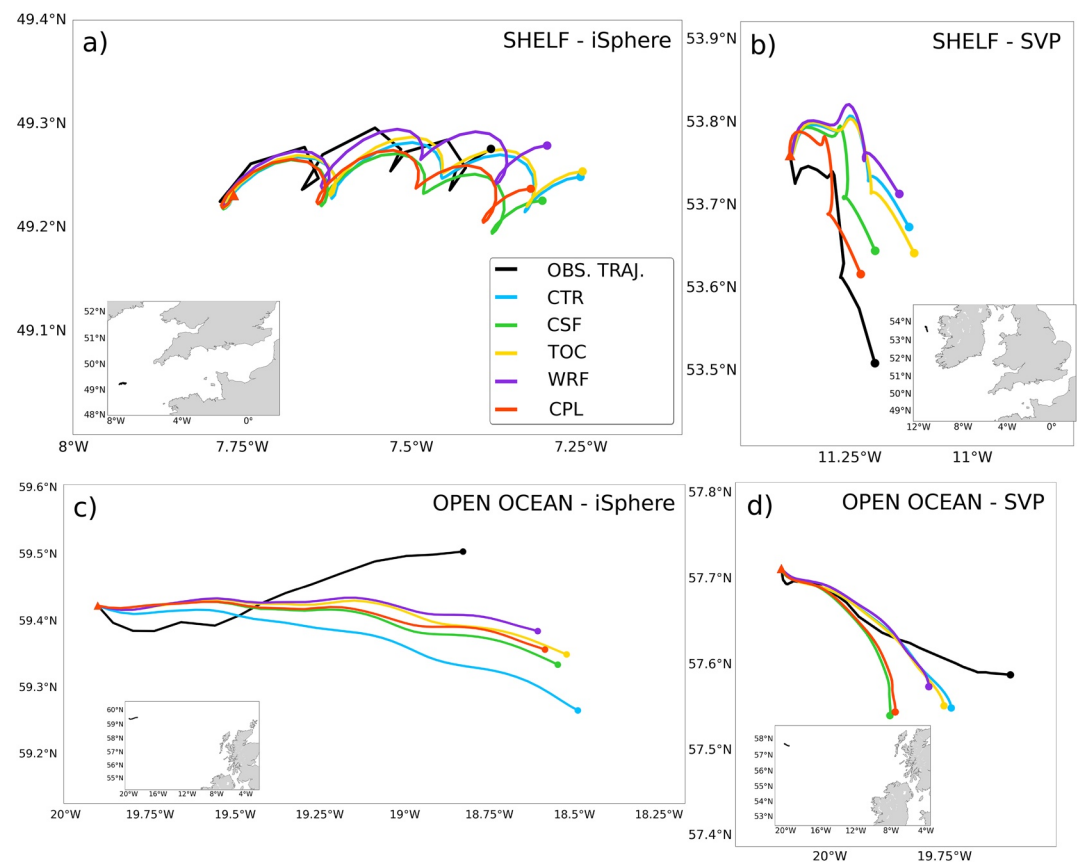 49.4°N
a)
SHELF - iSphere
49.3°N
49.2°N
49.1°N
OBS. TRAJ.
CTR
CSF
TOC
WRF
CPL
52°N
51°N
50°N
49°N
48°N
8°W
4°W
0°
8°W
7.75°W
7.5°W
7.25°W
53.9°N
b)
SHELF - SVP
53.8°N
53.7°N
53.6°N
53.5°N
54°N
53°N
52°N
51°N
50°N
49°N
12°W
8°W
4°W
0°
11.25°W
11°W
59.6°N
c)
OPEN OCEAN - iSphere
59.5°N
59.4°N
59.3°N
59.2°N
60°N
59°N
58°N
57°N
56°N
55°N
20°W
16°W
12°W
8°W
4°W
20°W
19.75°W
19.5°W
19.25°W
19°W
18.75°W
18.5°W
18.25°W
57.8°N
d)
OPEN OCEAN - SVP
57.7°N
57.6°N
57.5°N
57.4°N
58°N
57°N
56°N
55°N
54°N
53°N
20°W
16°W
12°W
8°W
4°W
20°W
19.75°W